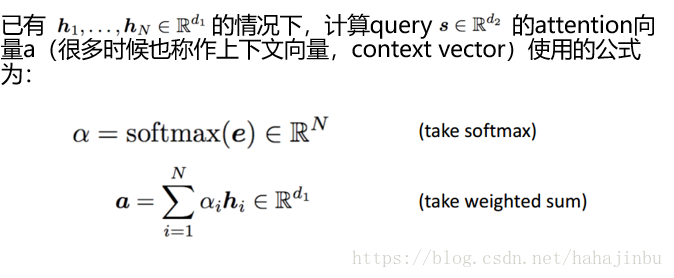 已有 h₁,...,h_N ∈ ℝ^{d₁} 的情况下，计算query s ∈ ℝ^{d₂} 的attention向
量a（很多时候也称作上下文向量，context vector）使用的公式
为：
α = softmax(e) ∈ ℝ^N (take softmax)
a = ∑_{i=1}^{N} α_i h_i ∈ ℝ^{d₁} (take weighted sum)
https://blog.csdn.net/hahajinbu